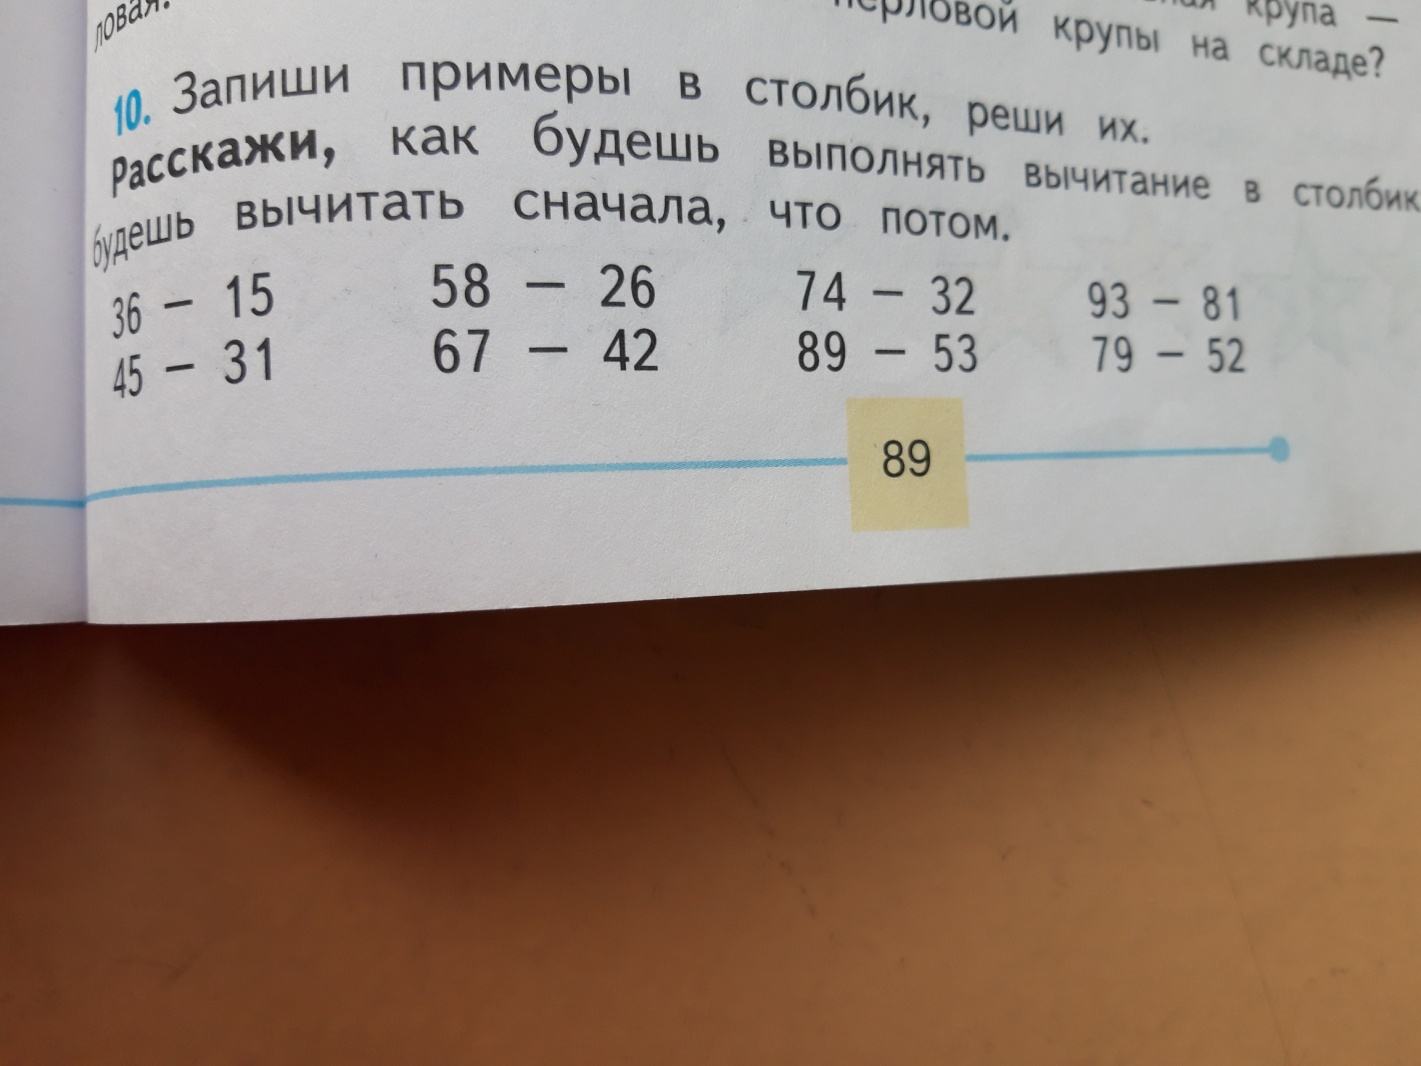 ловая.
крупа —
перловой крупы на складе?
10. Запиши примеры в столбик, реши их.
Расскажи, как будешь выполнять вычитание в столбик
будешь вычитать сначала, что потом.
36 − 15 58 − 26 74 − 32 93 − 81
45 − 31 67 − 42 89 − 53 79 − 52
89